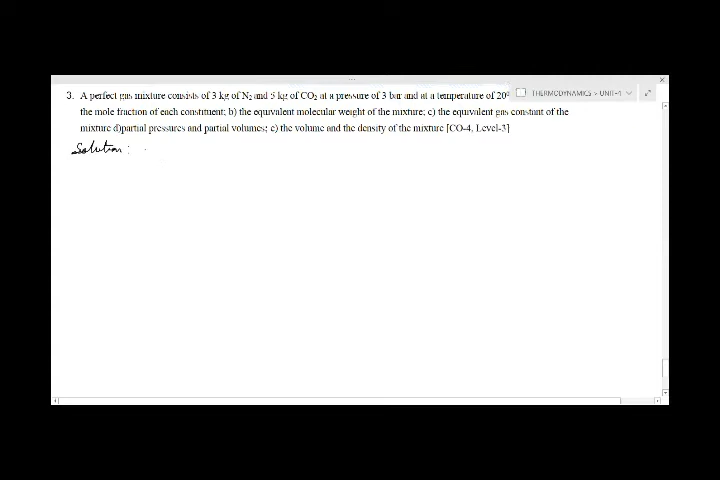 3. A perfect gas mixture consists of 3 kg of N₂ and 5 kg of CO₂ at a pressure of 3 bar and at a temperature of 20⁰
THERMODYNAMICS > UNIT-4
the mole fraction of each constituent; b) the equivalent molecular weight of the mixture; c) the equivalent gas constant of the
mixture d)partial pressures and partial volumes; e) the volume and the density of the mixture [CO-4, Level-3]
Solution: